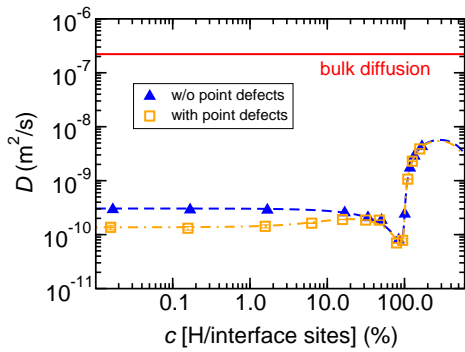 10^-6
10^-7
bulk diffusion
w/o point defects
with point defects
D (m^2/s)
10^-8
10^-9
10^-10
10^-11
0.1 1.0 10.0 100.0
c [H/interface sites] (%)